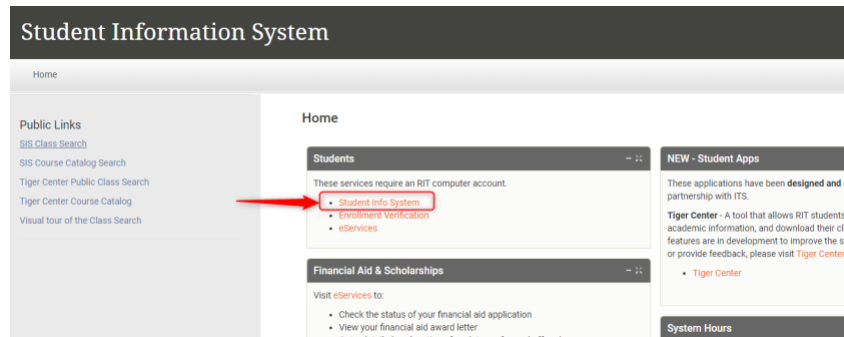 Student Information System
Home
Public Links
SIS Class Search
SIS Course Catalog Search
Tiger Center Public Class Search
Tiger Center Course Catalog
Visual tour of the Class Search
Home
Students
These services require an RIT computer account.
Student Info System
Enrollment Verification
eServices
Financial Aid & Scholarships
Visit eServices to:
Check the status of your financial aid application
View your financial aid award letter
NEW - Student Apps
These applications have been designed and
partnership with ITS.
Tiger Center - A tool that allows RIT students
academic information, and download their
features are in development to improve the
or provide feedback, please visit Tiger Center
Tiger Center
System Hours